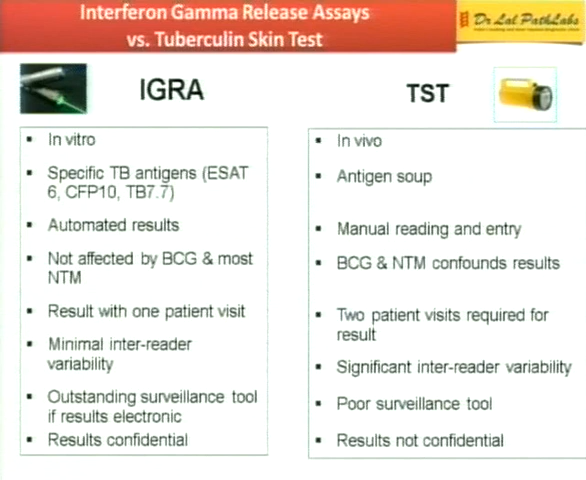 Interferon Gamma Release Assays
vs. Tuberculin Skin Test
Dr Lal PathLabs
IGRA
TST
▪ In vitro
▪ Specific TB antigens (ESAT
6, CFP10, TB7.7)
▪ Automated results
▪ Not affected by BCG & most
NTM
▪ Result with one patient visit
▪ Minimal inter-reader
variability
▪ Outstanding surveillance tool
if results electronic
▪ Results confidential
▪ In vivo
▪ Antigen soup
▪ Manual reading and entry
▪ BCG & NTM confounds results
▪ Two patient visits required for
result
▪ Significant inter-reader variability
▪ Poor surveillance tool
▪ Results not confidential